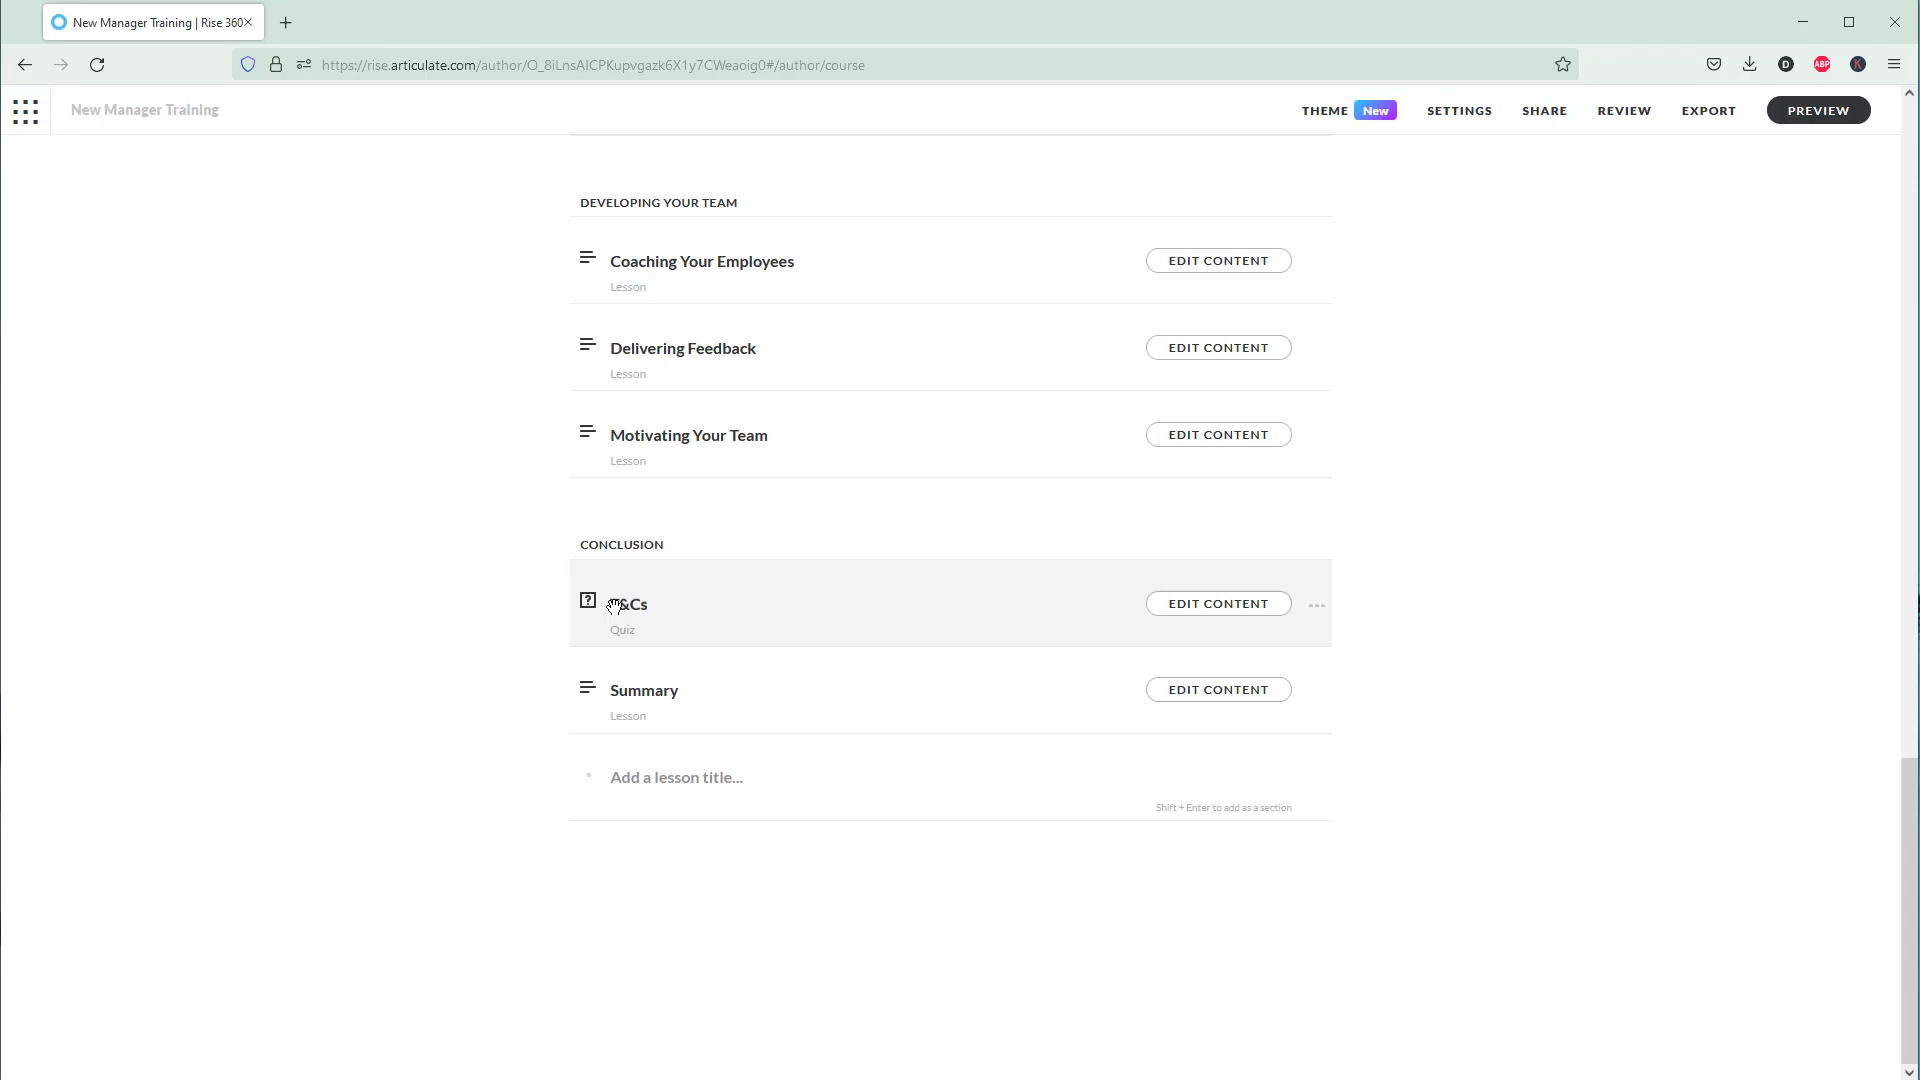 New Manager Training | Rise 360
https://rise.articulate.com/author/O_8iLnsAICPKupvgazk6X1y7CWeaoig0#/author/course
D
ABP
K
New Manager Training
THEME New SETTINGS SHARE REVIEW EXPORT PREVIEW
DEVELOPING YOUR TEAM
Coaching Your Employees EDIT CONTENT
Lesson
Delivering Feedback EDIT CONTENT
Lesson
Motivating Your Team EDIT CONTENT
Lesson
CONCLUSION
&Cs EDIT CONTENT
Quiz
Summary EDIT CONTENT
Lesson
Add a lesson title...
Shift + Enter to add as a section